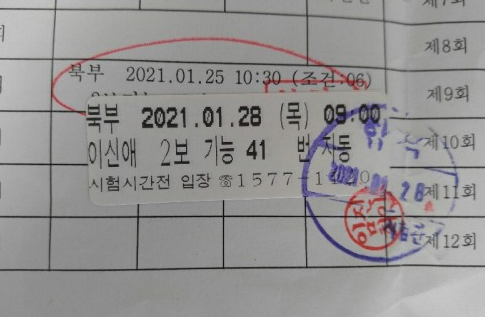 제7회
제8회
북부 2021.01.25 10:30 (조건:06)
제9회
북부 2021.01.28 (목) 09:00
제10회
이신애 2보 기능 41 번 자동
시험시간전 입장 ☏1577-1
2021. 01. 28
제11회
제12회